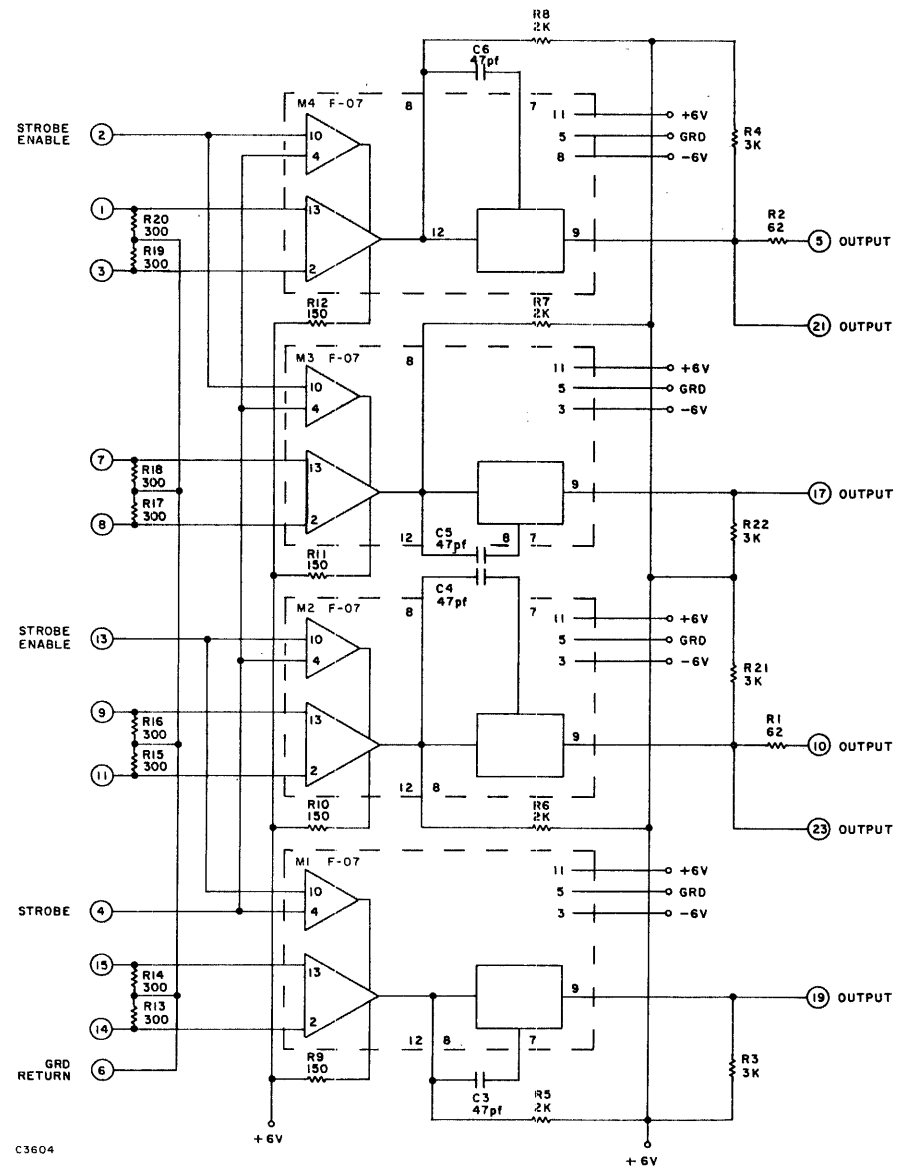 R8
2K
C6
47pf
M4 F-07
8
7
11 +6V
5 GRD
8 -6V
STROBE
ENABLE
2
10
4
R4
3K
1
R20
300
R19
300
3
13
2
12
9
R2
62
5 OUTPUT
R12
150
R7
2K
21 OUTPUT
M3 F-07
8
11 +6V
5 GRD
3 -6V
10
4
7
R18
300
R17
300
8
13
2
9
17 OUTPUT
R22
3K
12
C5
47pf
8
7
R11
150
C4
47pf
M2 F-07
8
7
11 +6V
5 GRD
3 -6V
STROBE
ENABLE
13
10
4
R21
3K
9
R16
300
R15
300
11
13
2
9
R1
62
10 OUTPUT
12
8
R10
150
R6
2K
23 OUTPUT
M1 F-07
11 +6V
5 GRD
3 -6V
10
STROBE
4
4
15
R14
300
R13
300
14
13
2
9
19 OUTPUT
12
8
7
GRD
RETURN
6
R9
150
C3
47pf
R5
2K
R3
3K
+6V
+6V
C3604